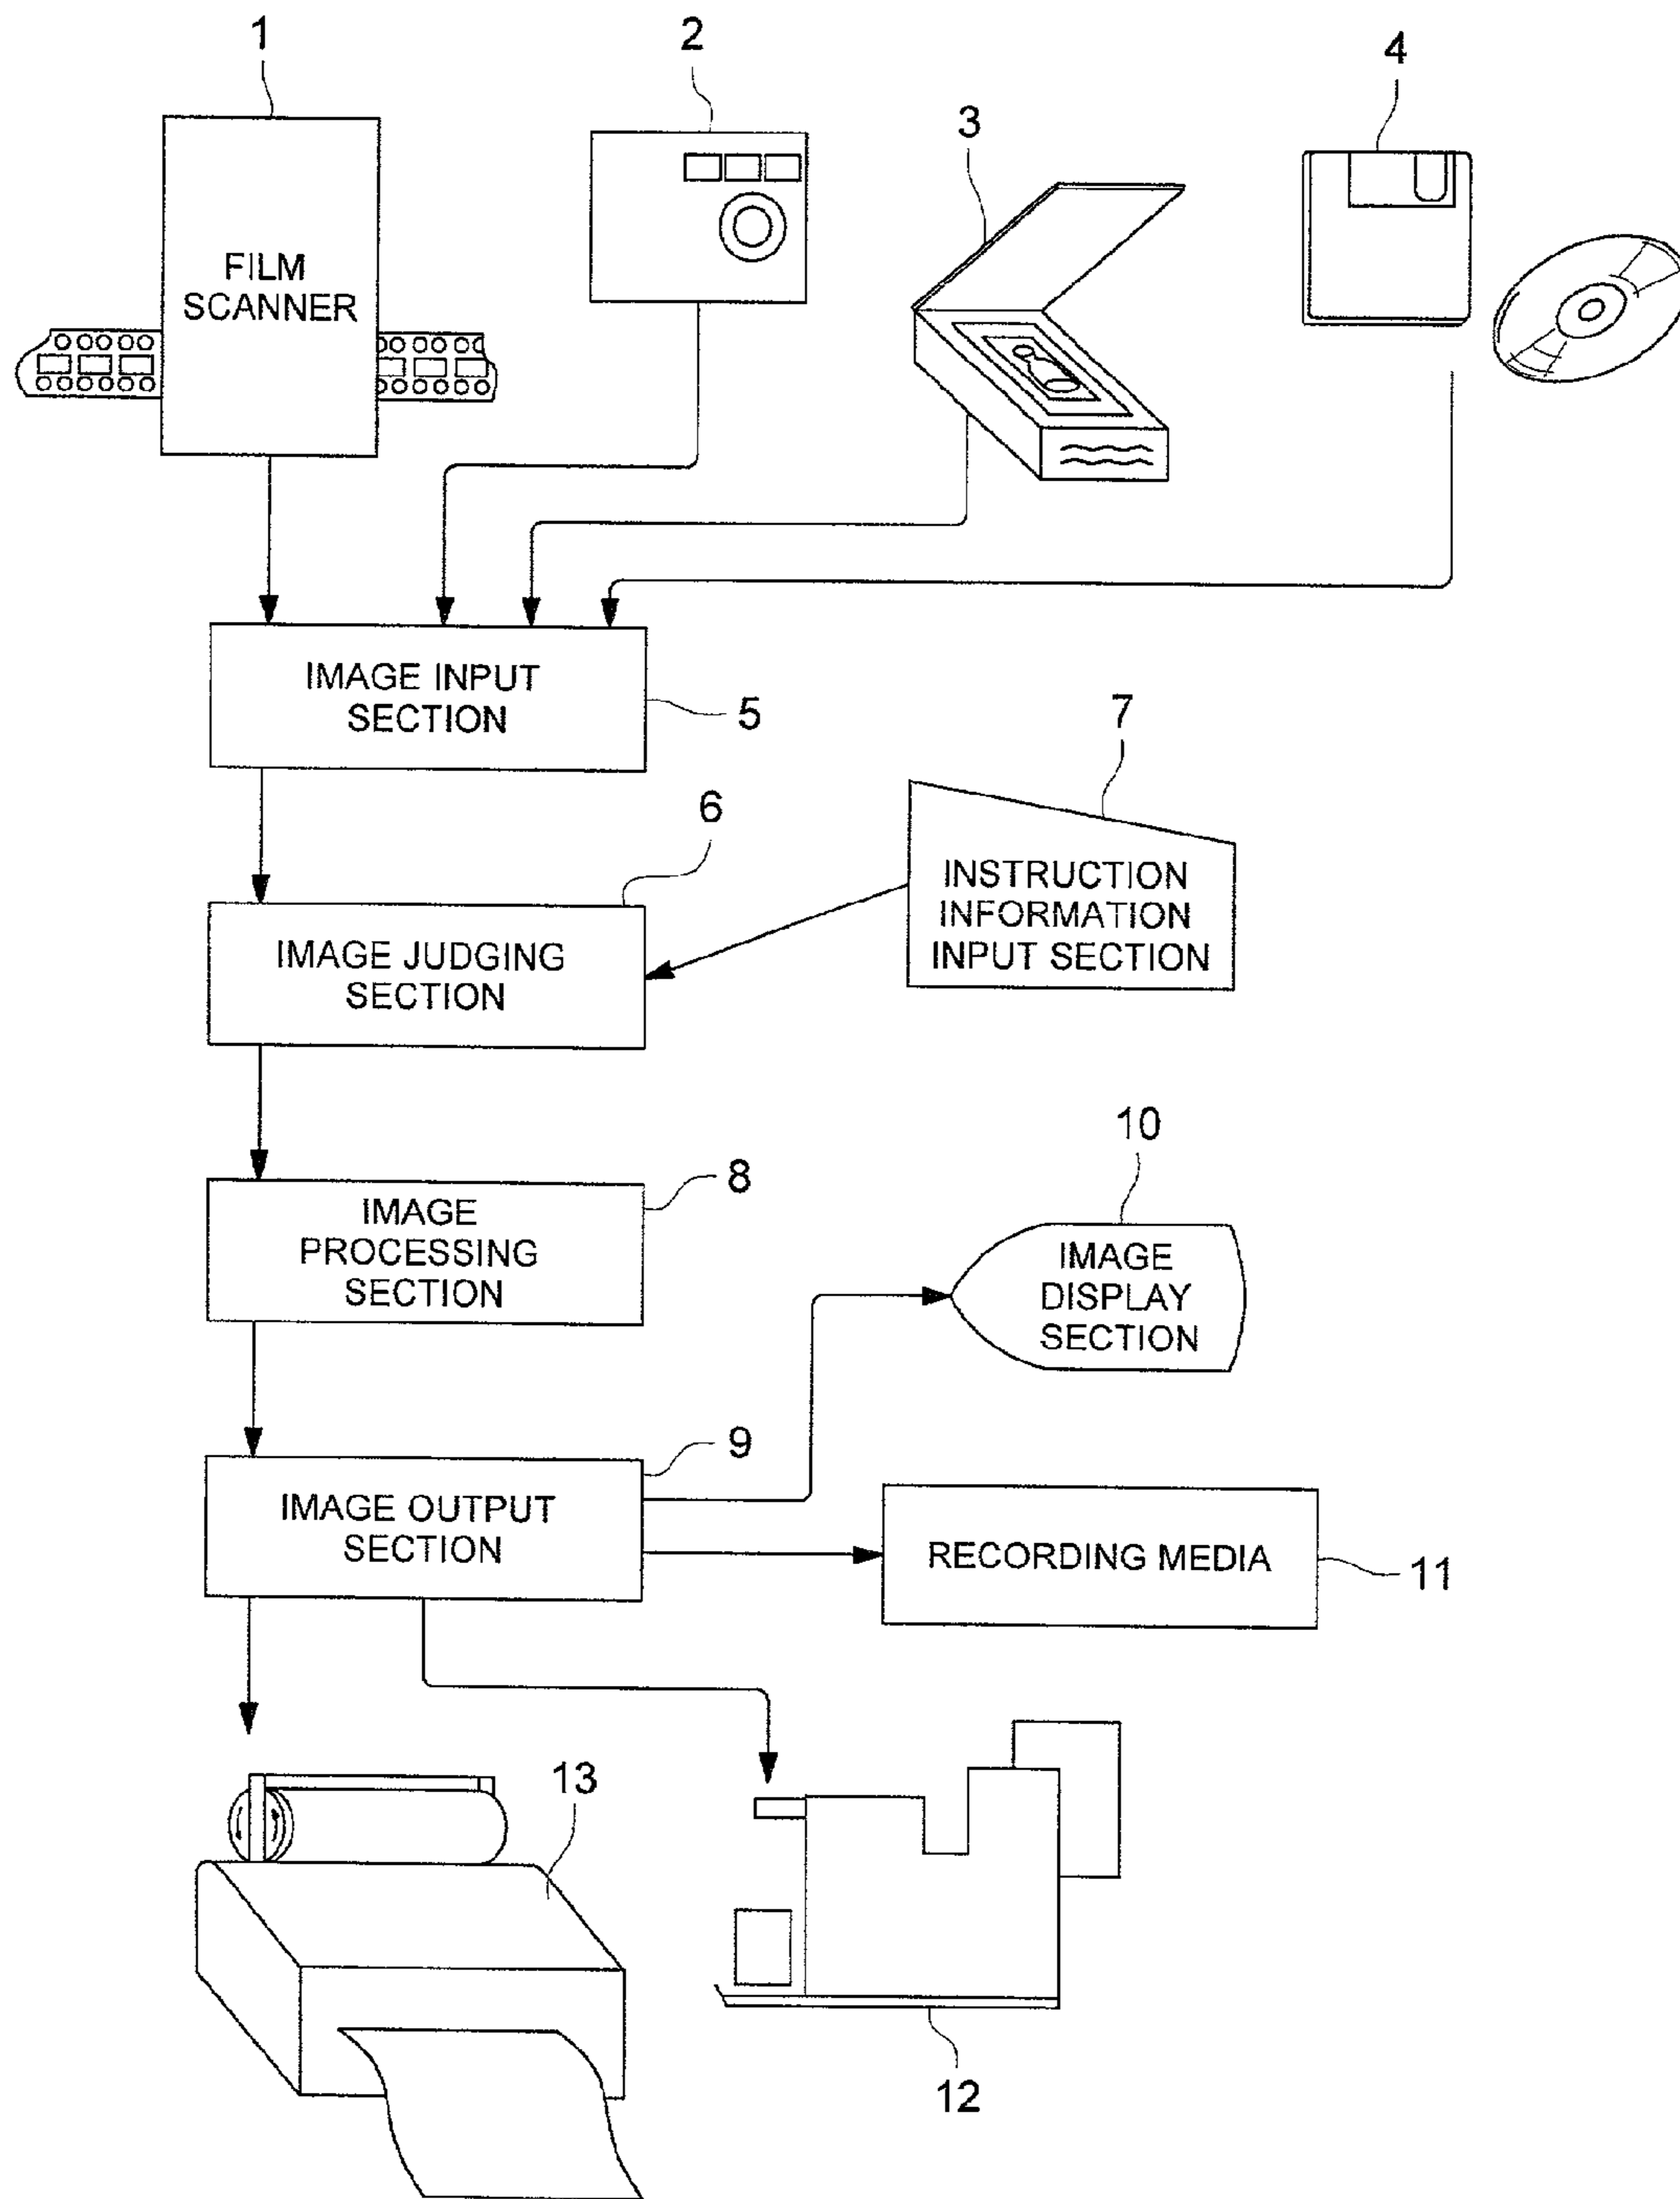 1
2
3
4
FILM
SCANNER
IMAGE INPUT
SECTION
5
6
7
INSTRUCTION
INFORMATION
INPUT SECTION
IMAGE JUDGING
SECTION
8
IMAGE
PROCESSING
SECTION
10
IMAGE
DISPLAY
SECTION
9
IMAGE OUTPUT
SECTION
RECORDING MEDIA
11
13
12